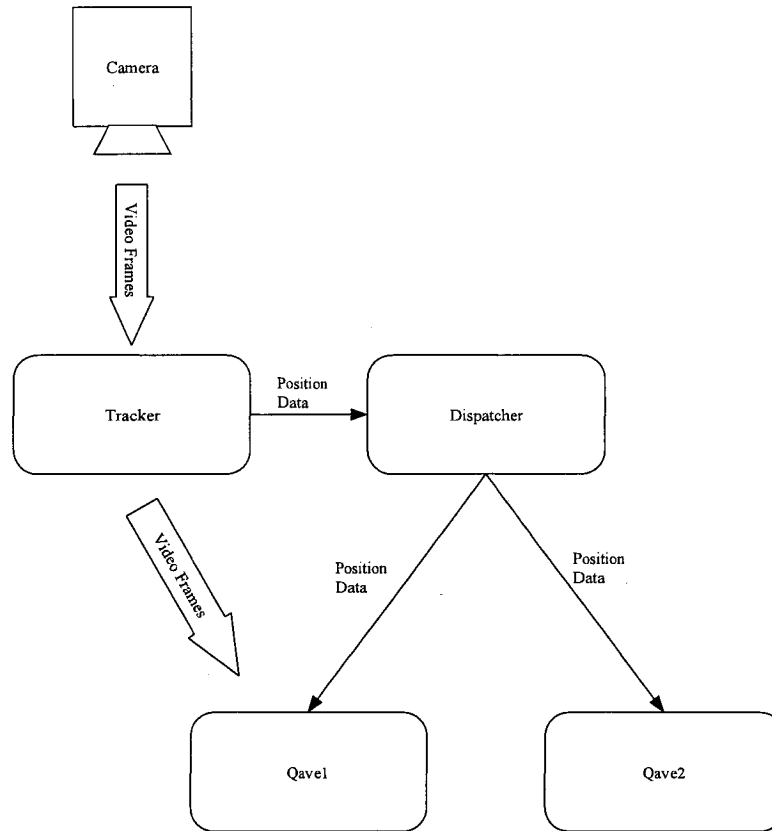 Camera
Video Frames
Tracker
Position
Data
Dispatcher
Video Frames
Position
Data
Position
Data
Qave1
Qave2